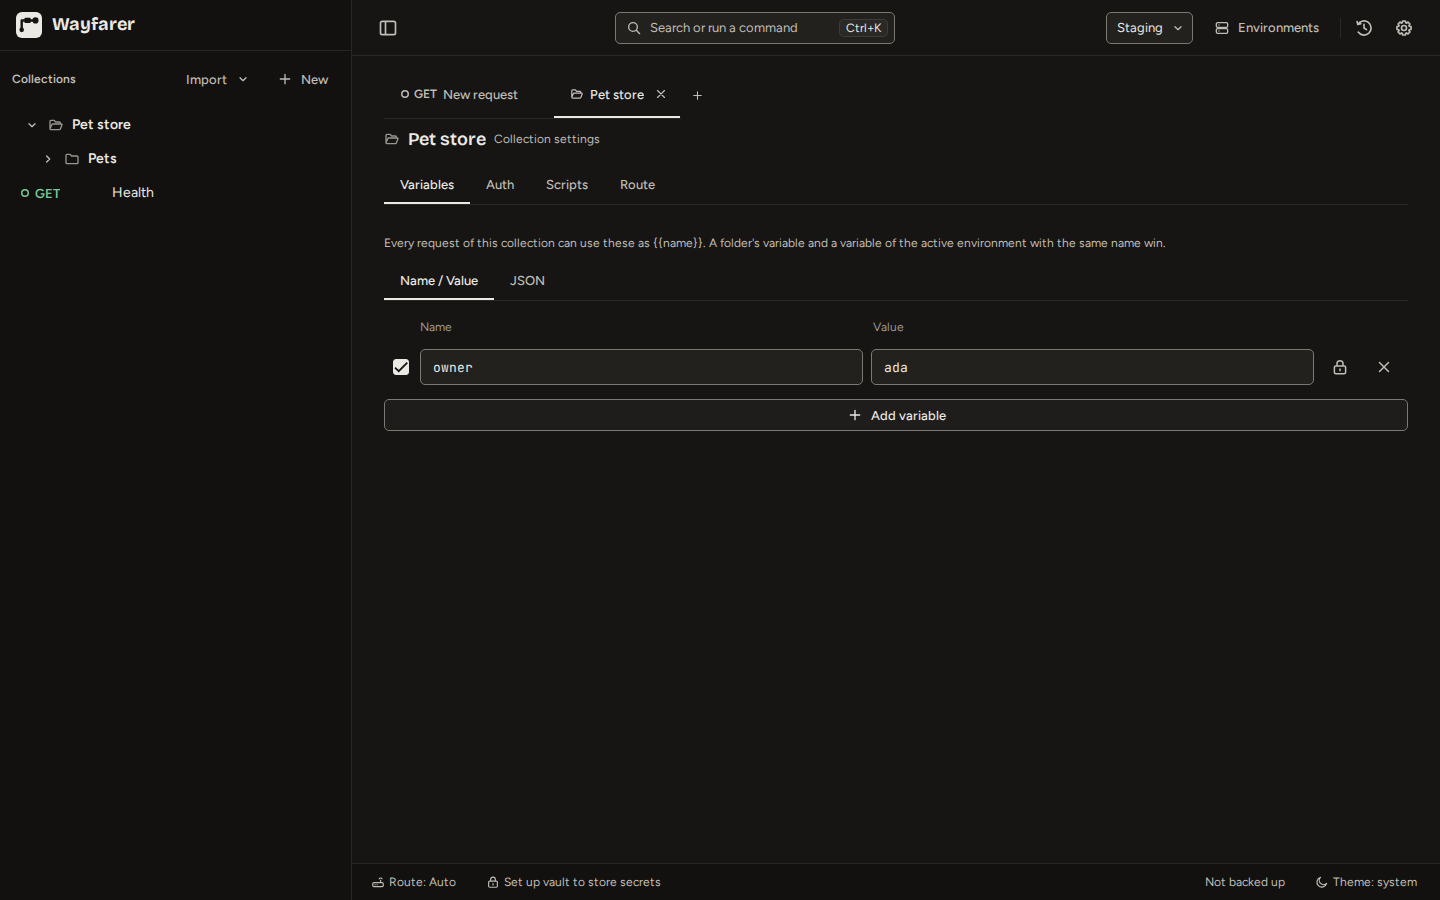 Wayfarer
Search or run a command Ctrl+K
Staging
Environments
Collections
Import
New
GET New request
Pet store
Pet store
Pets
GET Health
Pet store Collection settings
Variables Auth Scripts Route
Every request of this collection can use these as {{name}}. A folder's variable and a variable of the active environment with the same name win.
Name / Value JSON
Name Value
owner ada
Add variable
Route: Auto
Set up vault to store secrets
Not backed up
Theme: system